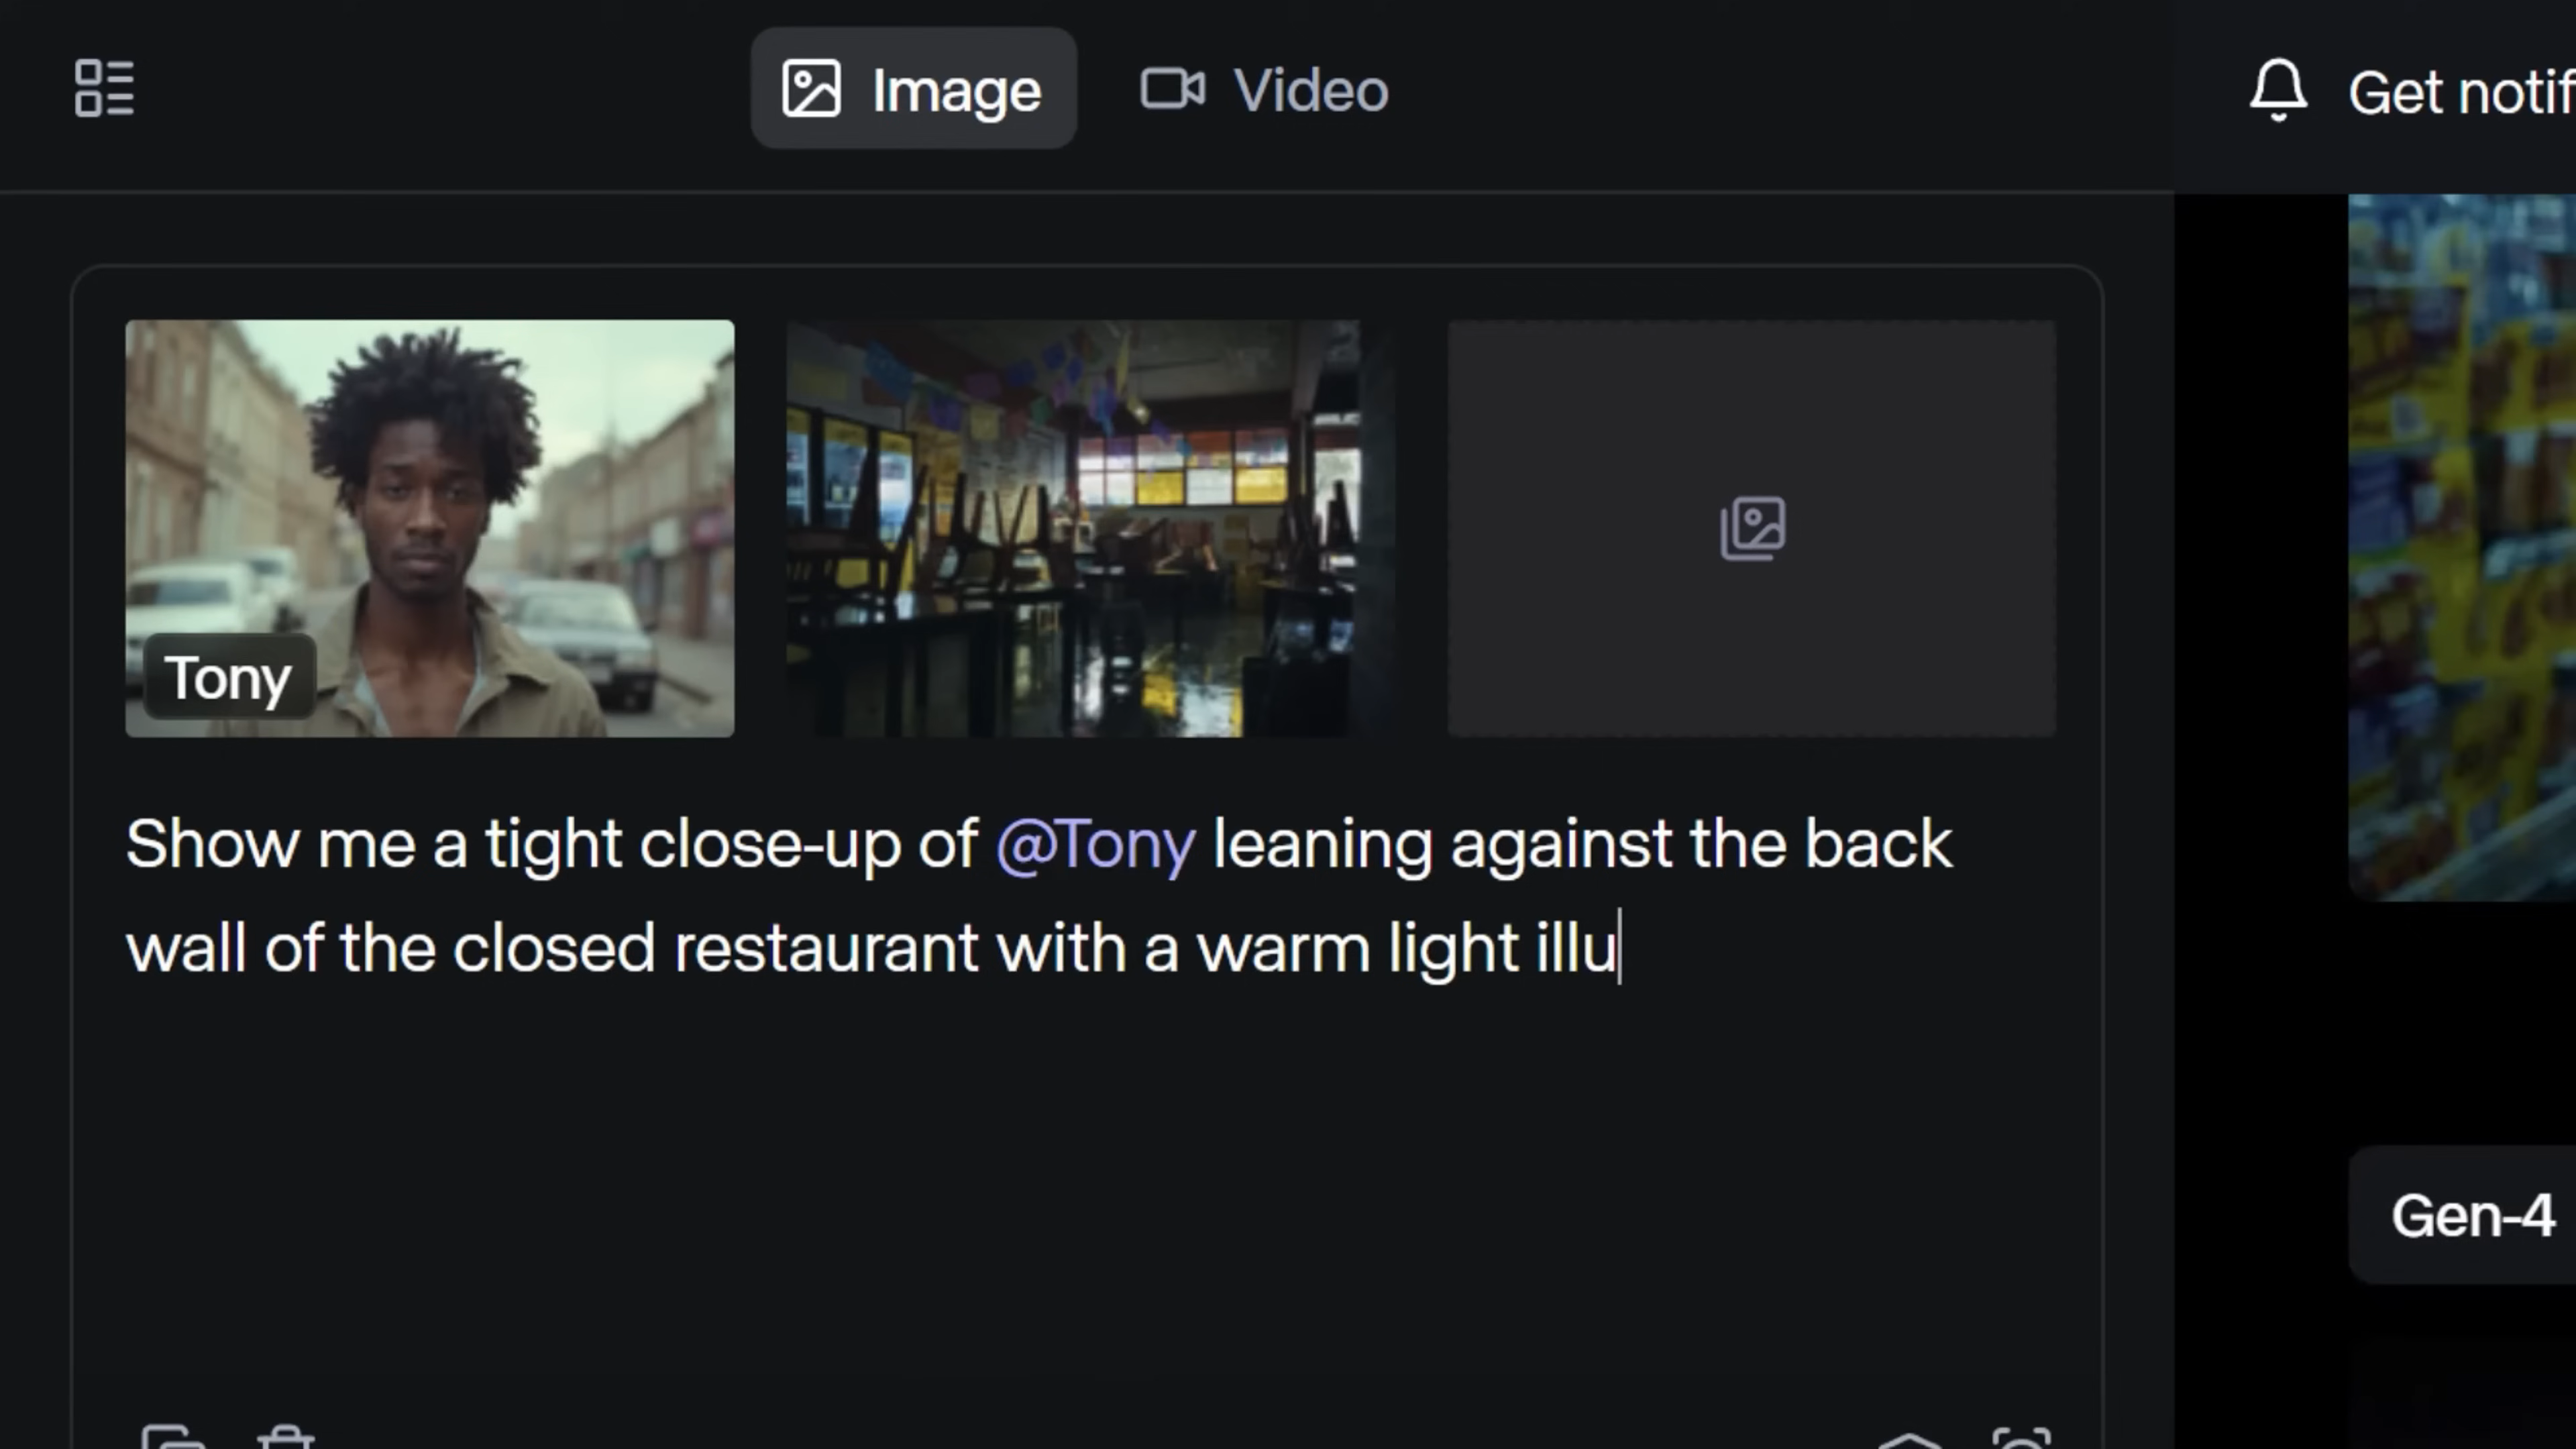 Image
Video
Get notif
Tony
Show me a tight close-up of @Tony leaning against the back
wall of the closed restaurant with a warm light illu
Gen-4